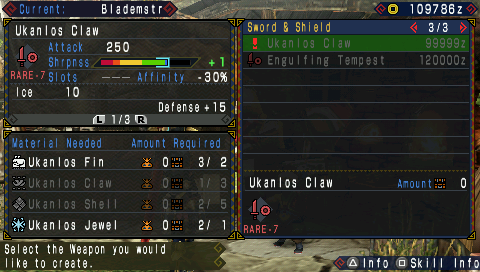 Current: Blademstr
109786z
Ukanlos Claw
Attack 250
Shrpnss +1
RARE-7 Slots --- Affinity -30%
Ice 10
Defense+15
L 1/3 R
Material Needed Amount Required
Ukanlos Fin 0 3/ 2
Ukanlos Claw 0 1/ 3
Ukanlos Shell 0 2/ 5
Ukanlos Jewel 0 2/ 1
Select the Weapon you would
like to create.
Sword & Shield 3/3
Ukanlos Claw 99999z
Engulfing Tempest 120000z
Ukanlos Claw Amount 0
RARE-7
Info Skill Info